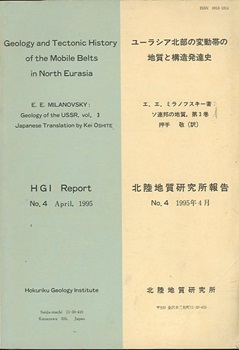 Geology and Tectonic History
of the Mobile Belts
in North Eurasia
E. E. MILANOVSKY:
Geology of the USSR, vol. 3
Japanese Translation by Kei OSHITE
HGI Report
No. 4 April, 1995
Hokuriku Geology Institute
Japan
ユーラシア北部の変動帯の
地質と構造発達史
エ、エ、ミラノフスキー著:
ソ連邦の地質, 第3巻
押手 敬 (訳)
北陸地質研究所報告
No. 4 1995年4月
北陸地質研究所